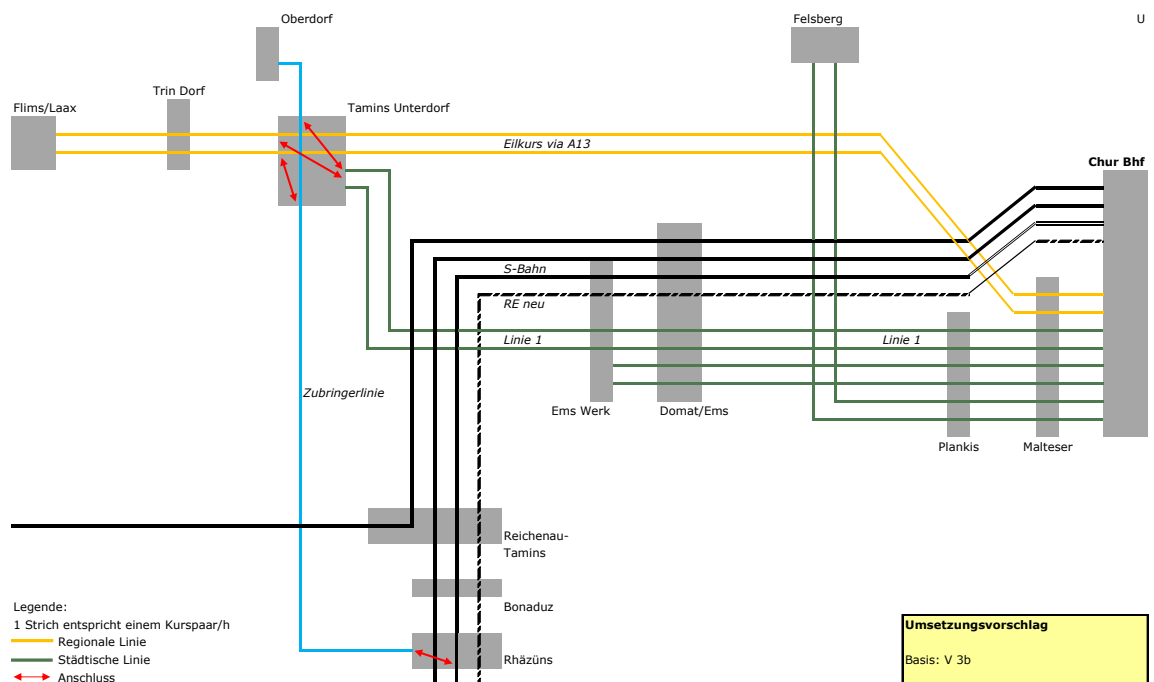 Oberdorf
Felsberg
U
Trin Dorf
Flims/Laax
Tamins Unterdorf
Eilkurs via A13
Chur Bhf
S-Bahn
RE neu
Linie 1
Linie 1
Zubringerlinie
Ems Werk
Domat/Ems
Plankis
Malteser
Reichenau-
Tamins
Bonaduz
Rhäzüns
Legende:
1 Strich entspricht einem Kurspaar/h
Regionale Linie
Städtische Linie
Anschluss
Umsetzungsvorschlag
Basis: V 3b